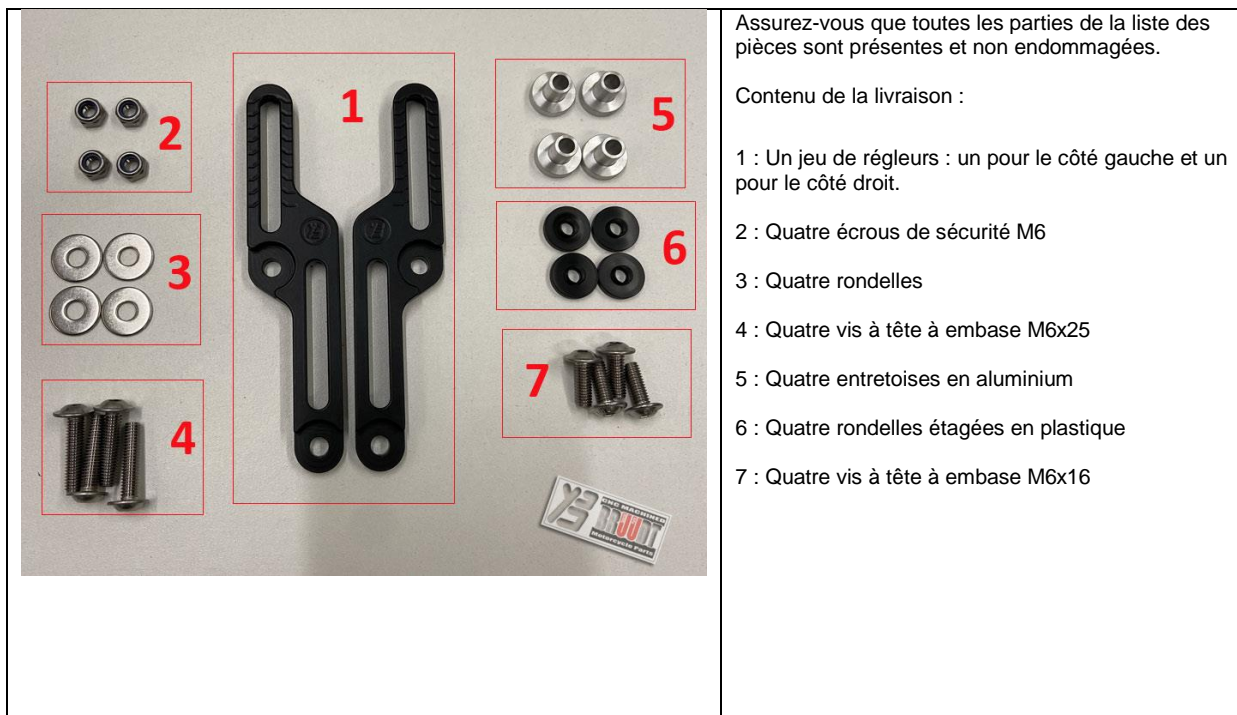 1
2
3
4
5
6
7
Y3
CNC MACHINED
Motorcycle Parts
Assurez-vous que toutes les parties de la liste des
pièces sont présentes et non endommagées.
Contenu de la livraison :
1 : Un jeu de régleurs : un pour le côté gauche et un
pour le côté droit.
2 : Quatre écrous de sécurité M6
3 : Quatre rondelles
4 : Quatre vis à tête à embase M6x25
5 : Quatre entretoises en aluminium
6 : Quatre rondelles étagées en plastique
7 : Quatre vis à tête à embase M6x16